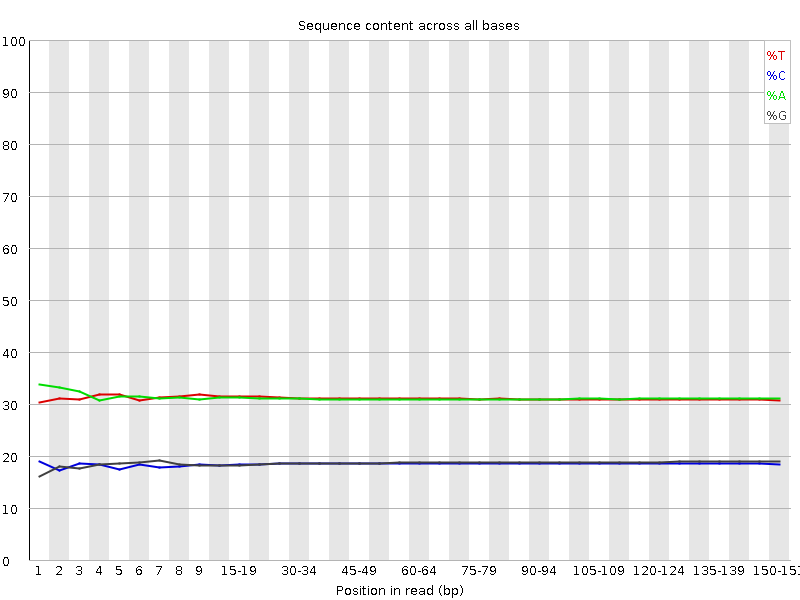 Sequence content across all bases
100
90
80
70
60
50
40
30
20
10
0
%T
%C
%A
%G
1 2 3 4 5 6 7 8 9 15-19 30-34 45-49 60-64 75-79 90-94 105-109 120-124 135-139 150-151
Position in read (bp)